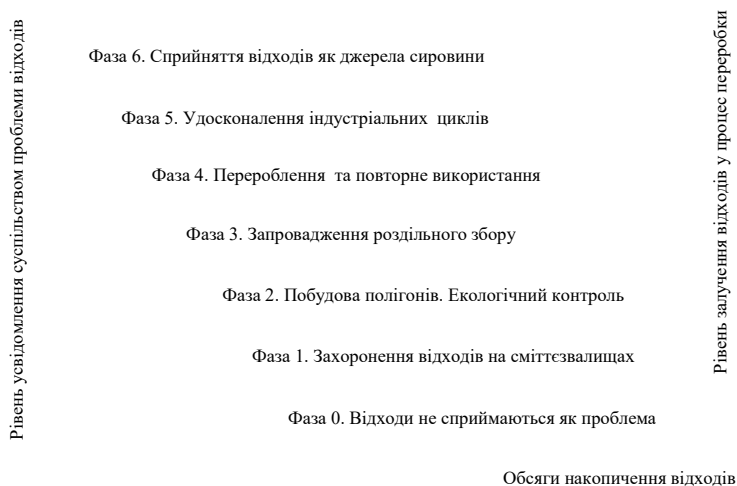 Рівень усвідомлення суспільством проблеми відходів
Фаза 6. Сприйняття відходів як джерела сировини
Фаза 5. Удосконалення індустріальних циклів
Фаза 4. Перероблення та повторне використання
Фаза 3. Запровадження роздільного збору
Фаза 2. Побудова полігонів. Екологічний контроль
Фаза 1. Захоронення відходів на сміттєзвалищах
Фаза 0. Відходи не сприймаються як проблема
Рівень залучення відходів у процес переробки
Обсяги накопичення відходів